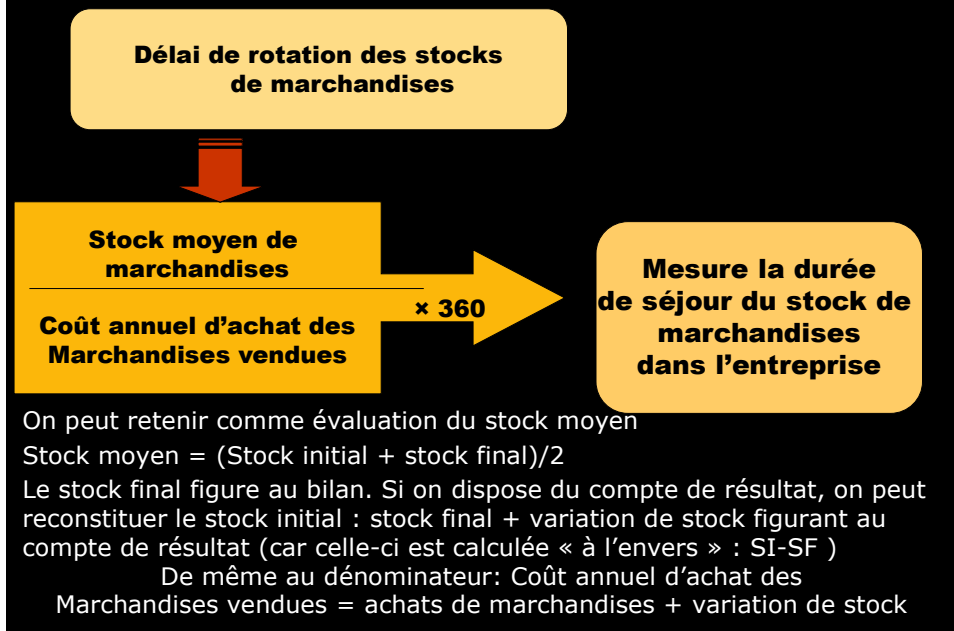 Délai de rotation des stocks
de marchandises
Stock moyen de
marchandises
Coût annuel d’achat des
Marchandises vendues
× 360
Mesure la durée
de séjour du stock de
marchandises
dans l’entreprise
On peut retenir comme évaluation du stock moyen
Stock moyen = (Stock initial + stock final)/2
Le stock final figure au bilan. Si on dispose du compte de résultat, on peut
reconstituer le stock initial : stock final + variation de stock figurant au
compte de résultat (car celle-ci est calculée « à l’envers » : SI-SF )
De même au dénominateur: Coût annuel d’achat des
Marchandises vendues = achats de marchandises + variation de stock